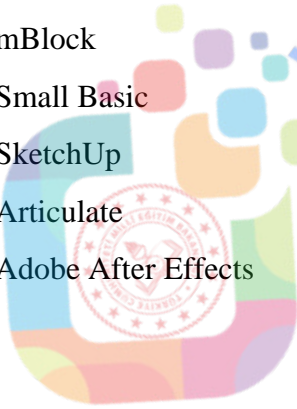 mBlock
Small Basic
SketchUp
Articulate
Adobe After Effects